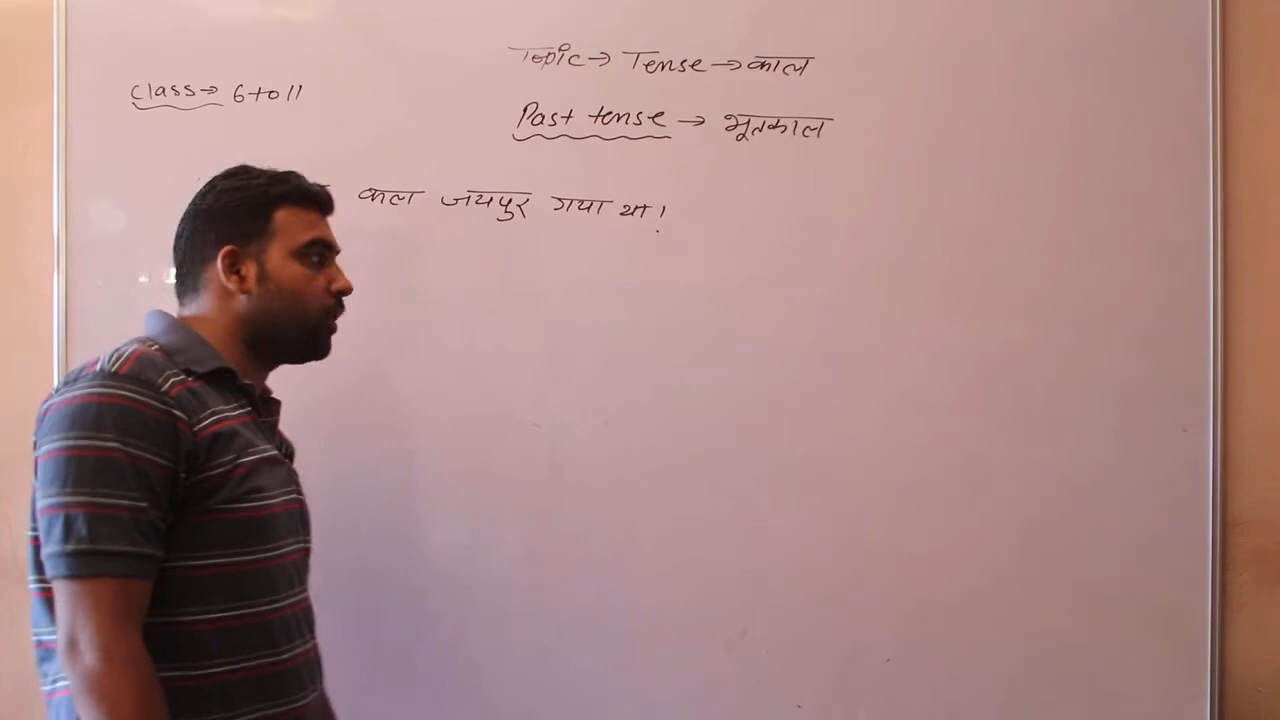 Topic → Tense → काल
Class → 6 to 11
Past tense → भूतकाल
कल जयपुर गया था!